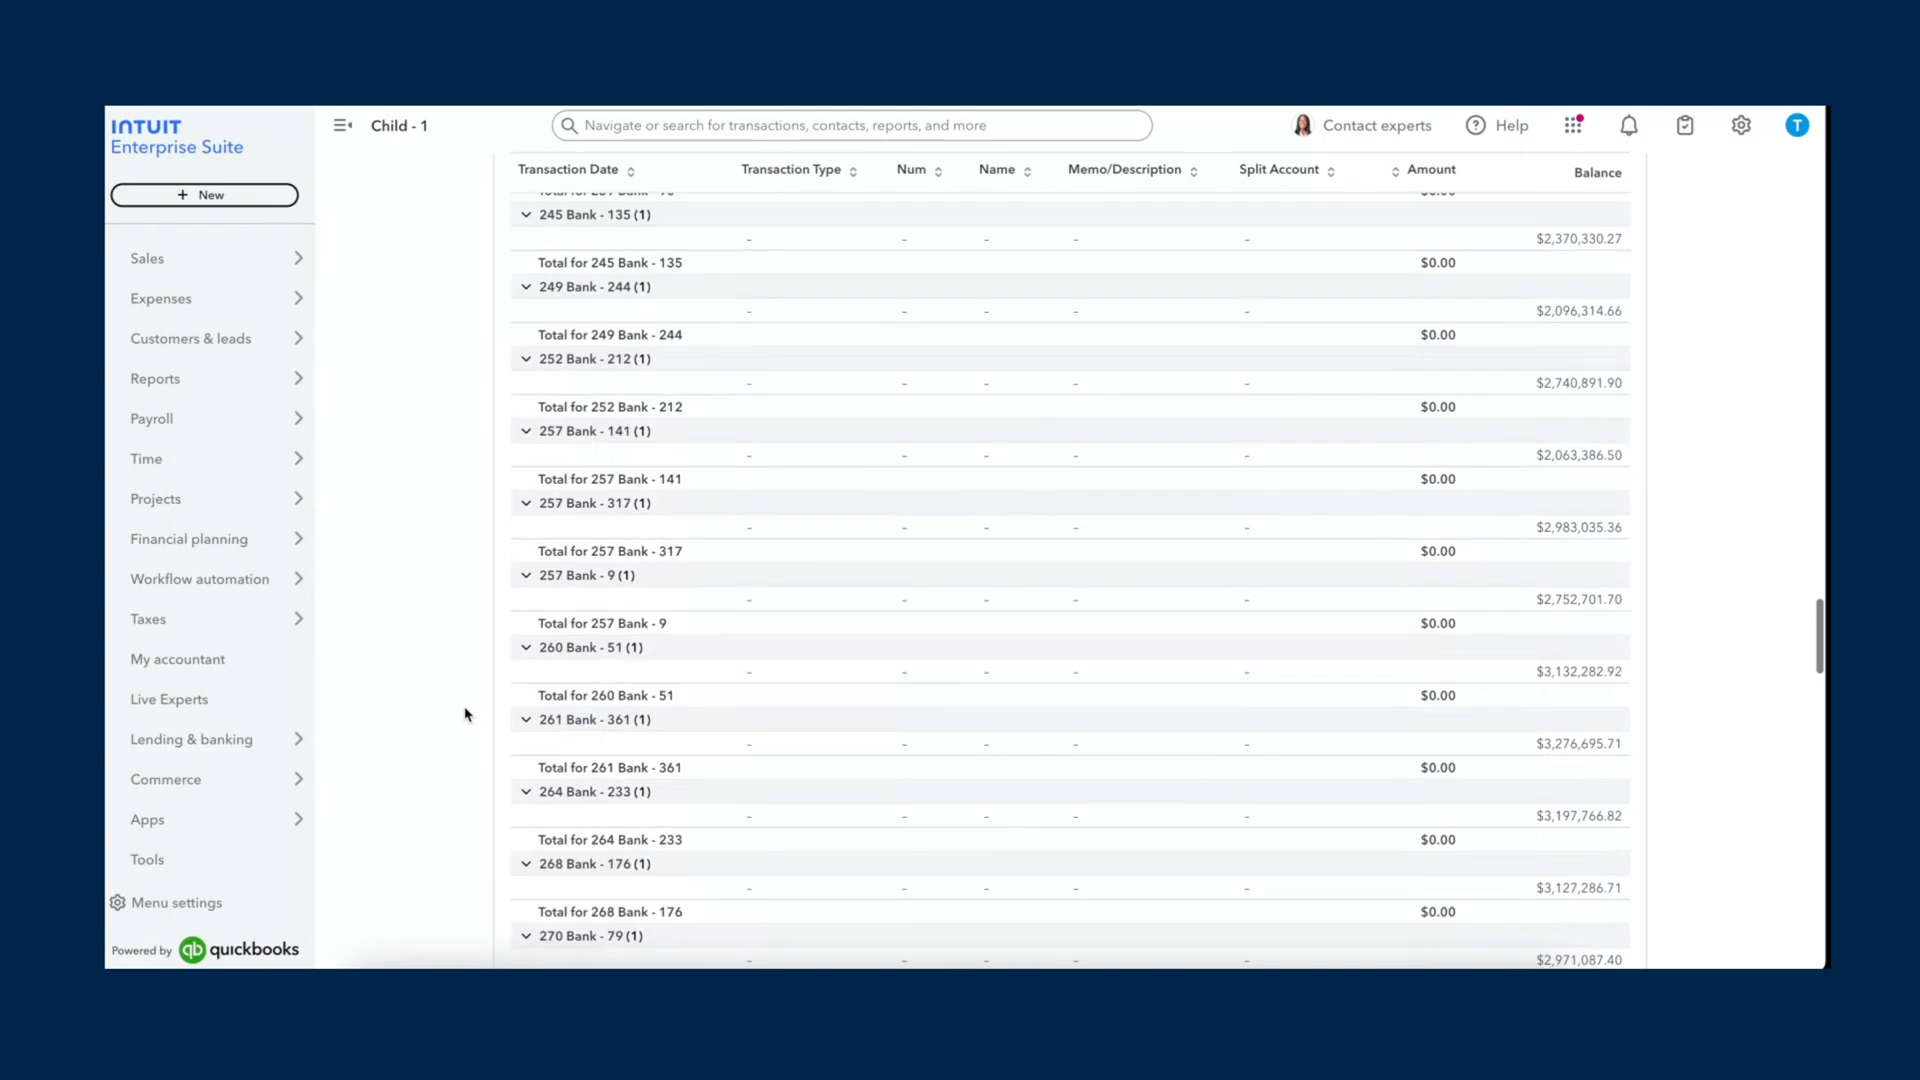 INTUIT
Enterprise Suite
Child - 1
Navigate or search for transactions, contacts, reports, and more
Contact experts
Help
T
+ New
Sales
Expenses
Customers & leads
Reports
Payroll
Time
Projects
Financial planning
Workflow automation
Taxes
My accountant
Live Experts
Lending & banking
Commerce
Apps
Tools
Menu settings
Powered by qb quickbooks
Transaction Date Transaction Type Num Name Memo/Description Split Account Amount Balance
245 Bank - 135 (1)
- - - - - $2,370,330.27
Total for 245 Bank - 135 $0.00
249 Bank - 244 (1)
- - - - - $2,096,314.66
Total for 249 Bank - 244 $0.00
252 Bank - 212 (1)
- - - - - $2,740,891.90
Total for 252 Bank - 212 $0.00
257 Bank - 141 (1)
- - - - - $2,063,386.50
Total for 257 Bank - 141 $0.00
257 Bank - 317 (1)
- - - - - $2,983,035.36
Total for 257 Bank - 317 $0.00
257 Bank - 9 (1)
- - - - - $2,752,701.70
Total for 257 Bank - 9 $0.00
260 Bank - 51 (1)
- - - - - $3,132,282.92
Total for 260 Bank - 51 $0.00
261 Bank - 361 (1)
- - - - - $3,276,695.71
Total for 261 Bank - 361 $0.00
264 Bank - 233 (1)
- - - - - $3,197,766.82
Total for 264 Bank - 233 $0.00
268 Bank - 176 (1)
- - - - - $3,127,286.71
Total for 268 Bank - 176 $0.00
270 Bank - 79 (1)
- - - - - $2,971,087.40